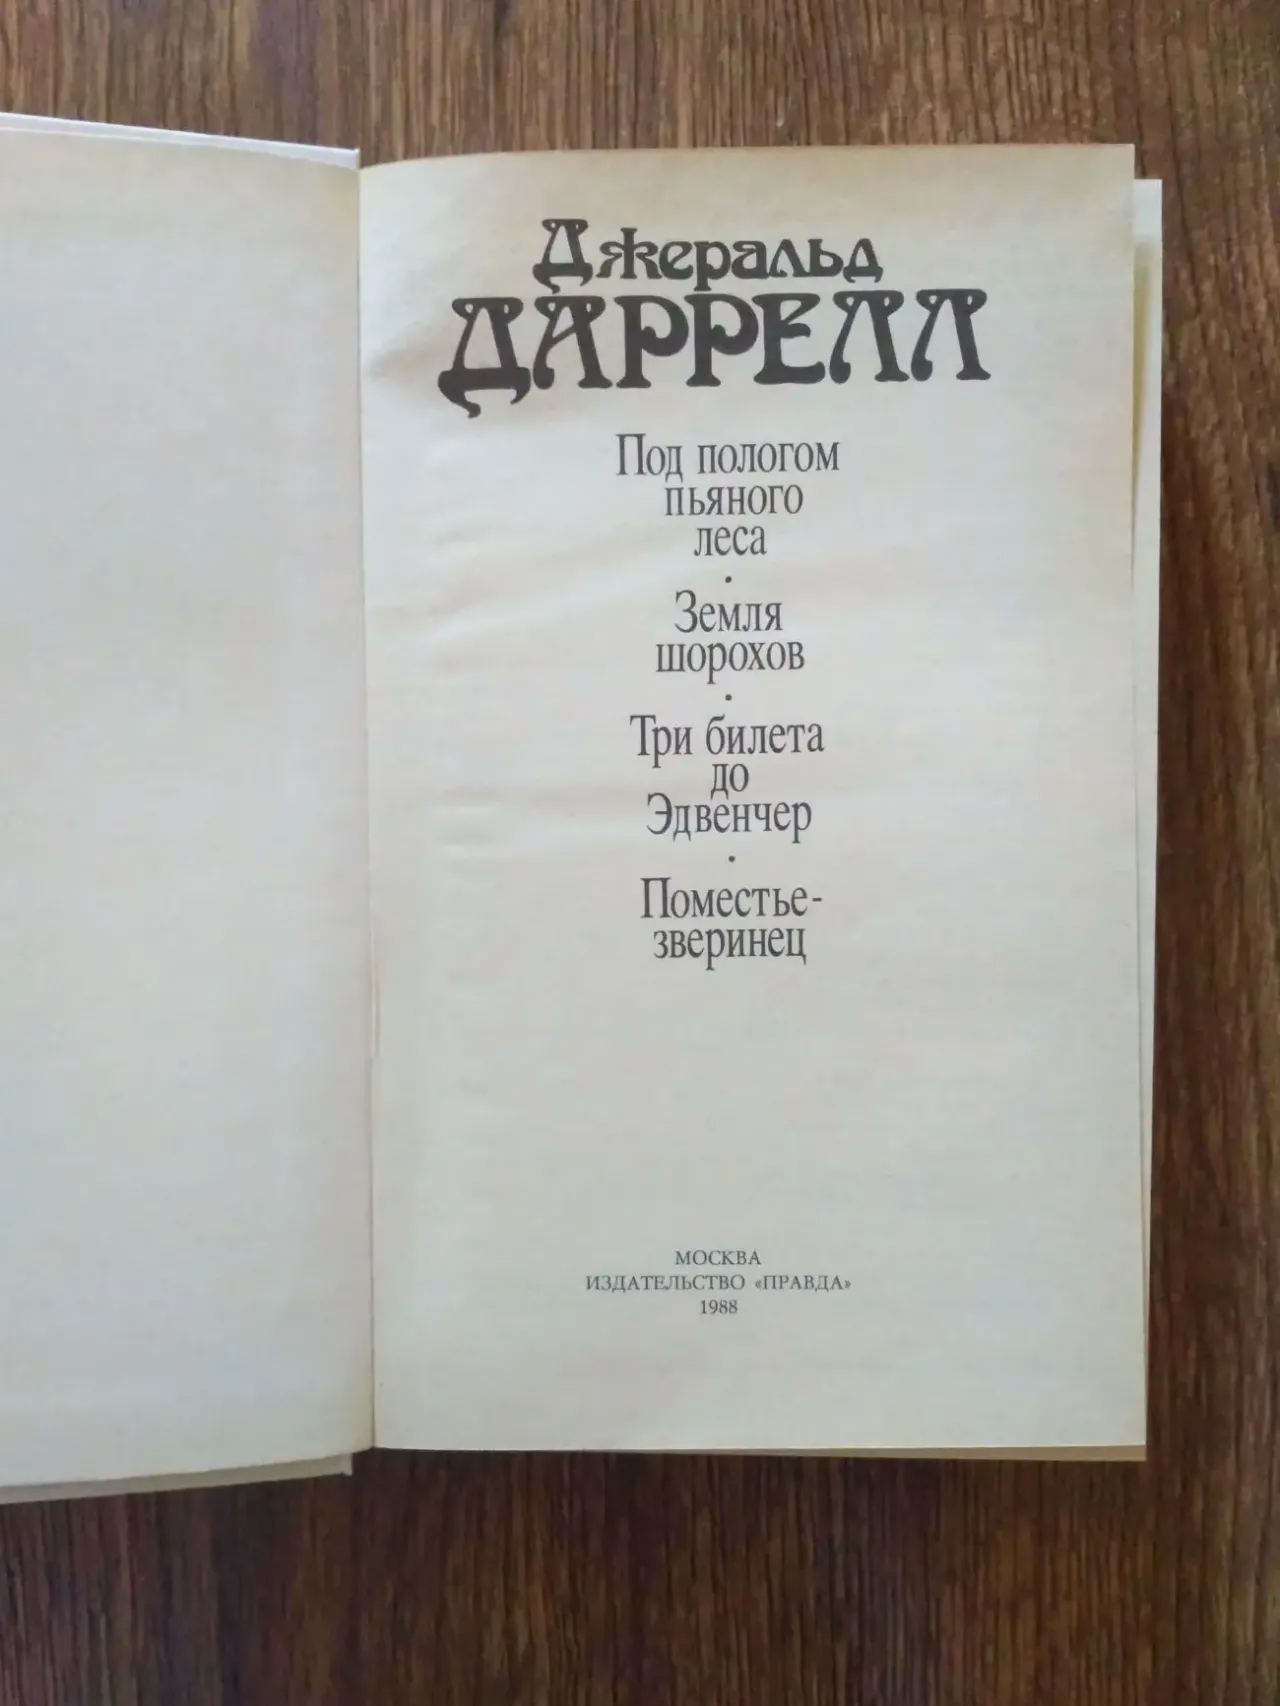 Джеральд
ДАРРЕЛЛ
Под пологом
пьяного
леса
•
Земля
шорохов
•
Три билета
до
Эдвенчер
•
Поместье-
зверинец
МОСКВА
ИЗДАТЕЛЬСТВО «ПРАВДА»
1988